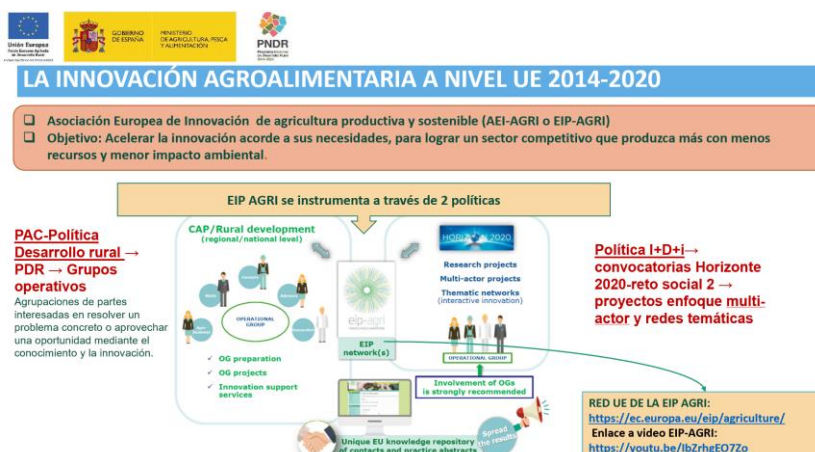 Unión Europea
GOBIERNO
DE ESPAÑA
MINISTERIO
DE AGRICULTURA, PESCA
Y ALIMENTACIÓN
PNDR
LA INNOVACIÓN AGROALIMENTARIA A NIVEL UE 2014-2020
Asociación Europea de Innovación de agricultura productiva y sostenible (AEI-AGRI o EIP-AGRI)
Objetivo: Acelerar la innovación acorde a sus necesidades, para lograr un sector competitivo que produzca más con menos
recursos y menor impacto ambiental.
EIP AGRI se instrumenta a través de 2 políticas
PAC-Política
Desarrollo rural →
PDR → Grupos
operativos
Agrupaciones de partes
interesadas en resolver un
problema concreto o aprovechar
una oportunidad mediante el
conocimiento y la innovación.
CAP/Rural development
(regional/national level)
OPERATIONAL
GROUP
✓ OG preparation
✓ OG projects
✓ Innovation support
services
eip-agri
EIP
network(s)
HORIZON 2020
Research projects
Multi-actor projects
Thematic networks
(interactive innovation)
OPERATIONAL GROUP
Involvement of OGs
is strongly recommended
Unique EU knowledge repository
of contacts and practice abstracts
Spread
the results
Política I+D+i→
convocatorias Horizonte
2020-reto social 2 →
proyectos enfoque multi-
actor y redes temáticas
RED UE DE LA EIP AGRI:
https://ec.europa.eu/eip/agriculture/
Enlace a video EIP-AGRI:
https://youtu.be/IbZrhgEO7Zo